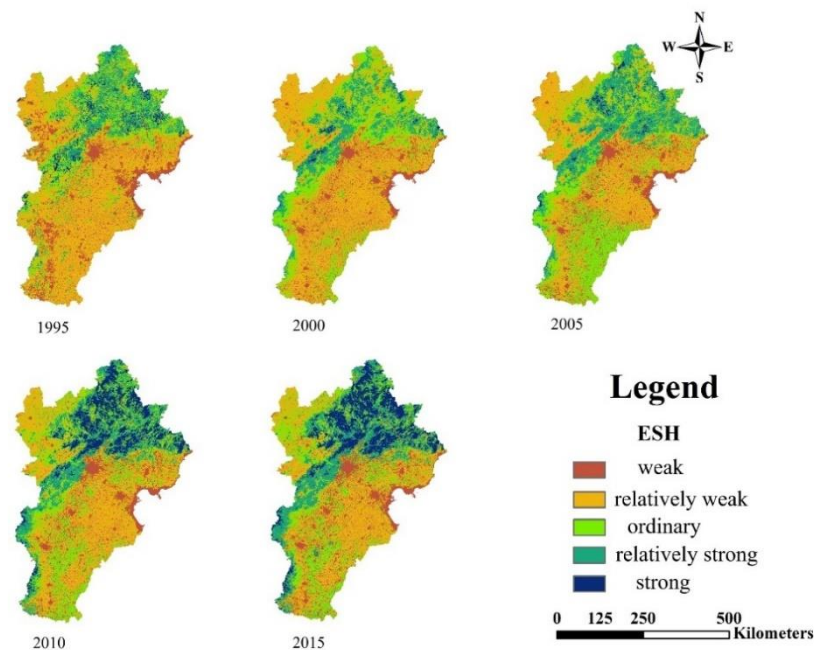 N
W E
S
1995
2000
2005
2010
2015
Legend
ESH
weak
relatively weak
ordinary
relatively strong
strong
0 125 250 500
Kilometers